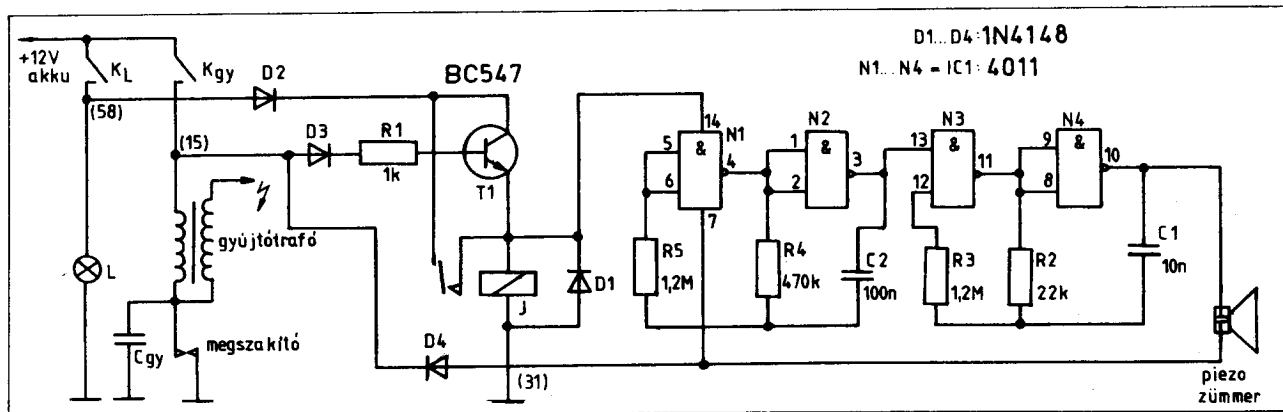 D1...D4:1N4148
N1...N4 - IC1: 4011
+12V
akku
KL
Kgy
(58)
(15)
D2
D3
R1
1k
BC547
T1
gyújtótrafó
L
Cgy
megszakító
J
D1
D4
(31)
14
5
6
&
N1
4
7
R5
1,2M
N2
1
2
&
3
R4
470k
C2
100n
N3
13
12
&
11
R3
1,2M
N4
9
8
&
10
R2
22k
C1
10n
piezo
zümmer